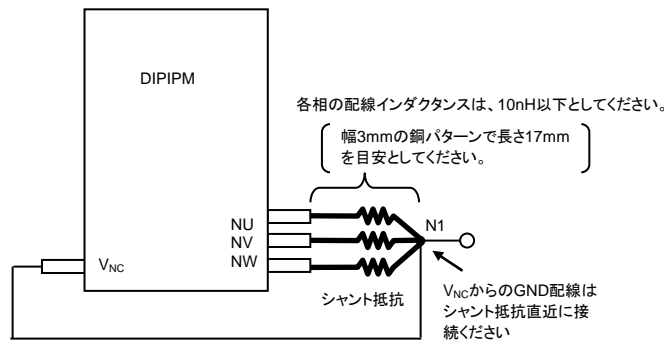 DIPIPM
各相の配線インダクタンスは、10nH以下としてください。
幅3mmの銅パターンで長さ17mm
を目安としてください。
NU
NV
NW
N1
VNC
シャント抵抗
VNCからのGND配線は
シャント抵抗直近に接
続ください